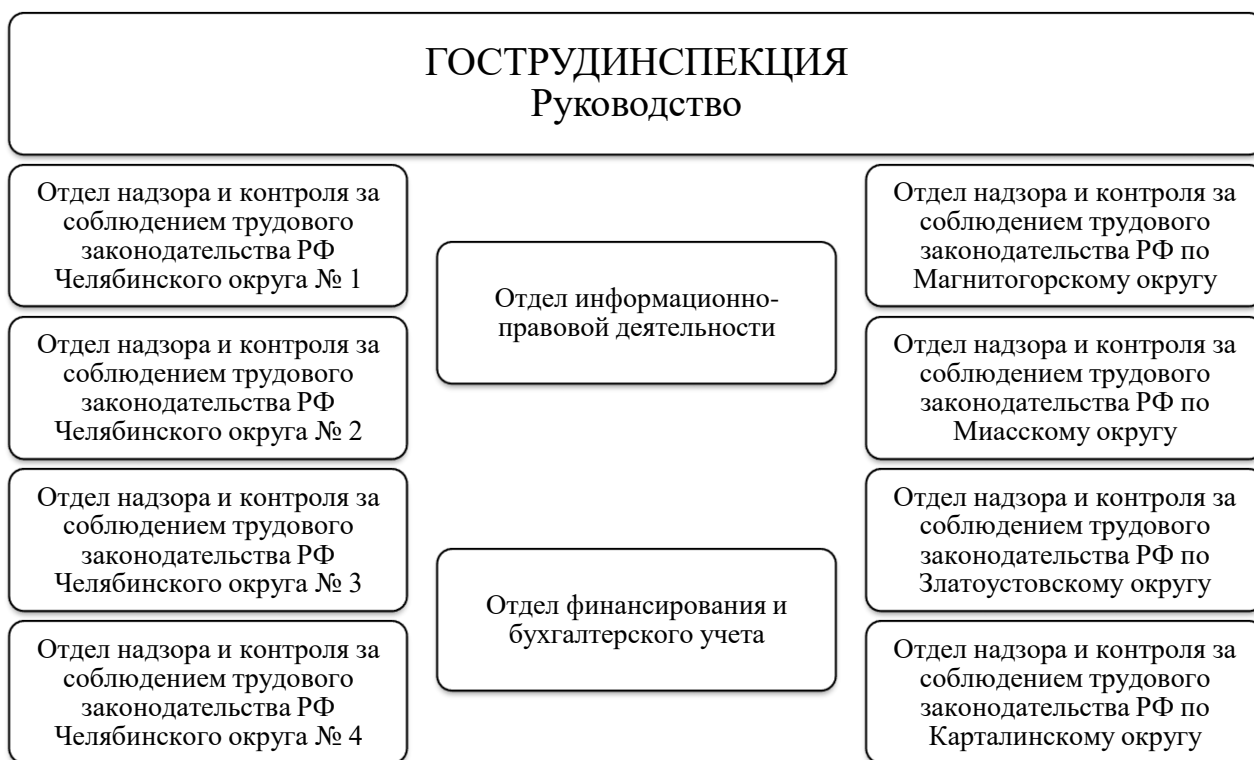 ГОСТРУДИНСПЕКЦИЯ
Руководство
Отдел надзора и контроля за
соблюдением трудового
законодательства РФ
Челябинского округа № 1
Отдел надзора и контроля за
соблюдением трудового
законодательства РФ
Челябинского округа № 2
Отдел надзора и контроля за
соблюдением трудового
законодательства РФ
Челябинского округа № 3
Отдел надзора и контроля за
соблюдением трудового
законодательства РФ
Челябинского округа № 4
Отдел информационно-
правовой деятельности
Отдел финансирования и
бухгалтерского учета
Отдел надзора и контроля за
соблюдением трудового
законодательства РФ по
Магнитогорскому округу
Отдел надзора и контроля за
соблюдением трудового
законодательства РФ по
Миасскому округу
Отдел надзора и контроля за
соблюдением трудового
законодательства РФ по
Златоустовскому округу
Отдел надзора и контроля за
соблюдением трудового
законодательства РФ по
Карталинскому округу